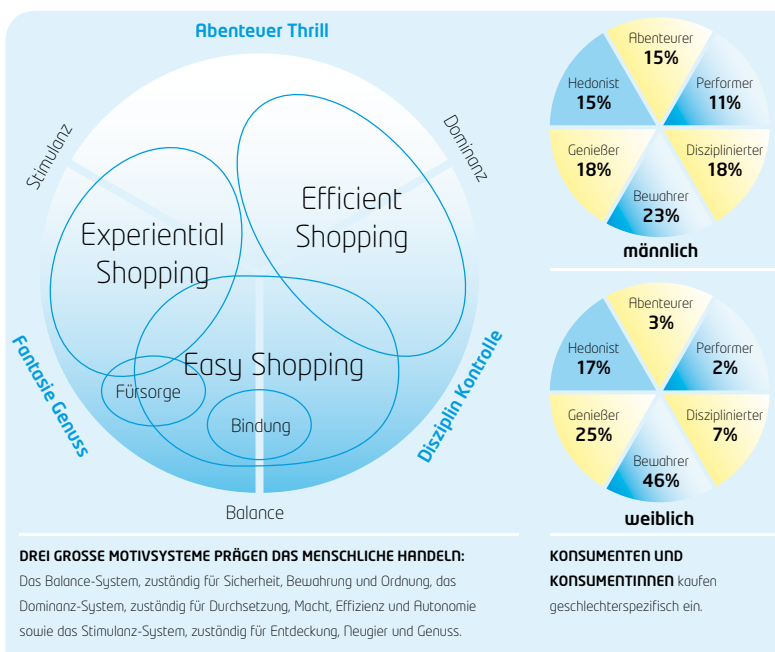 Abenteuer Thrill
Stimulanz
Dominanz
Efficient
Shopping
Experiential
Shopping
Easy Shopping
Fürsorge
Bindung
Fantasie Genuss
Disziplin Kontrolle
Balance
DREI GROSSE MOTIVSYSTEME PRÄGEN DAS MENSCHLICHE HANDELN:
Das Balance-System, zuständig für Sicherheit, Bewahrung und Ordnung, das
Dominanz-System, zuständig für Durchsetzung, Macht, Effizienz und Autonomie
sowie das Stimulanz-System, zuständig für Entdeckung, Neugier und Genuss.
Abenteurer
15%
Hedonist
15%
Performer
11%
Genießer
18%
Disziplinierter
18%
Bewahrer
23%
männlich
Abenteurer
3%
Hedonist
17%
Performer
2%
Genießer
25%
Disziplinierter
7%
Bewahrer
46%
weiblich
KONSUMENTEN UND
KONSUMENTINNEN kaufen
geschlechterspezifisch ein.